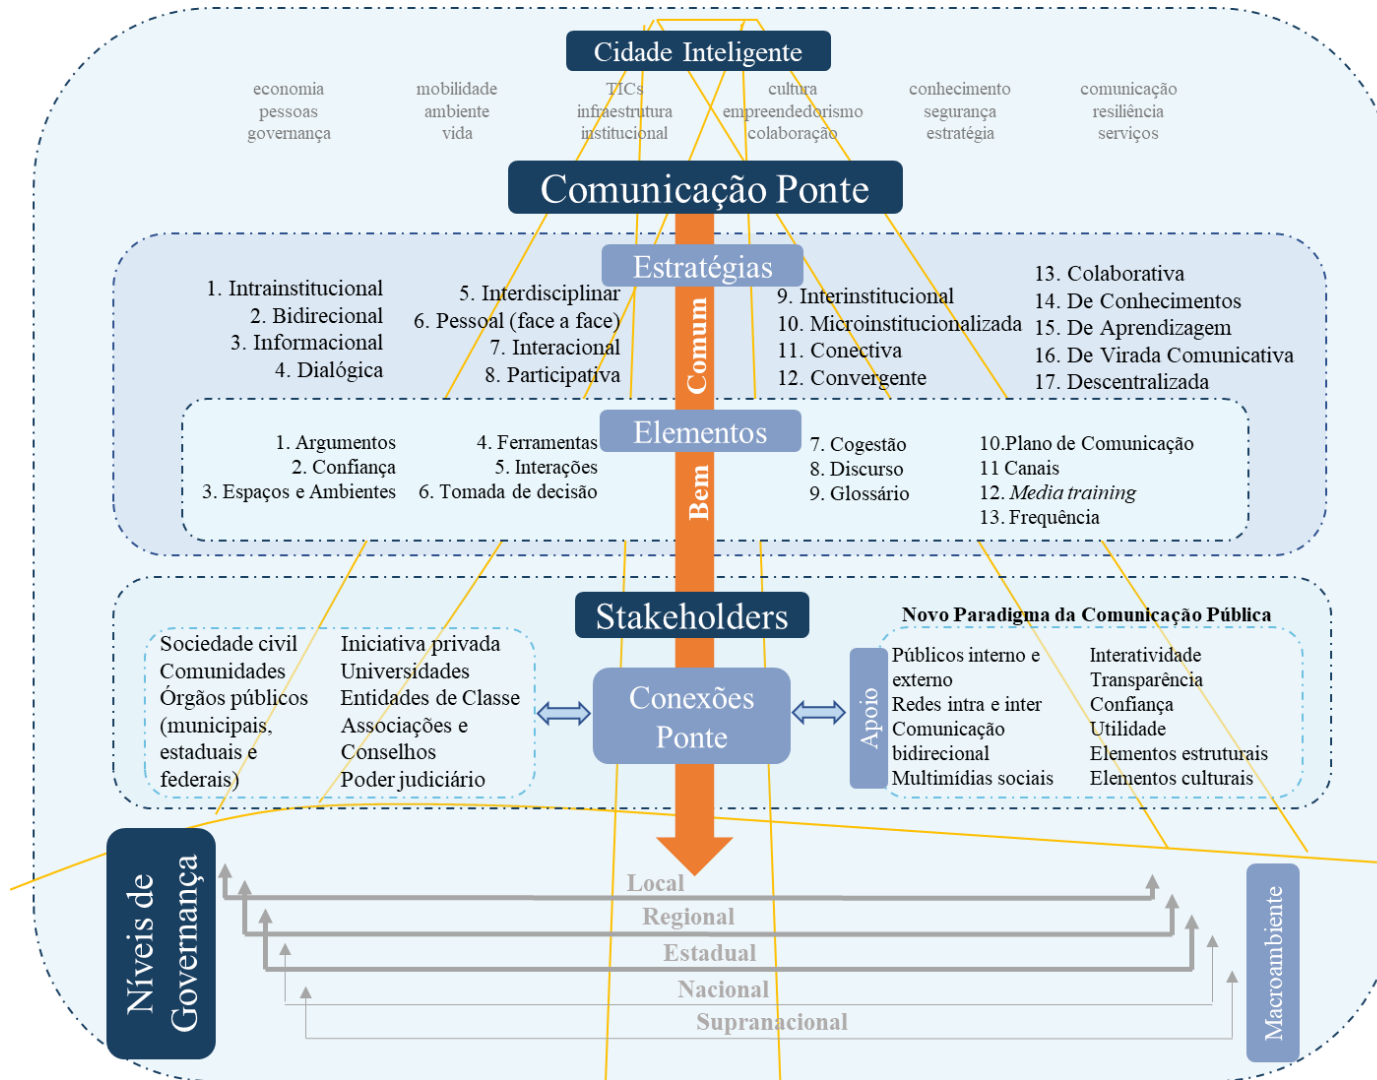 Cidade Inteligente
economia
pessoas
governança
mobilidade
ambiente
vida
TICs
infraestrutura
institucional
cultura
empreendedorismo
colaboração
conhecimento
segurança
estratégia
comunicação
resiliência
serviços
Comunicação Ponte
Estratégias
1. Intrainstitucional
2. Bidirecional
3. Informacional
4. Dialógica
5. Interdisciplinar
6. Pessoal (face a face)
7. Interacional
8. Participativa
9. Interinstitucional
10. Microinstitucionalizada
11. Conectiva
12. Convergente
13. Colaborativa
14. De Conhecimentos
15. De Aprendizagem
16. De Virada Comunicativa
17. Descentralizada
Bem Comum
Elementos
1. Argumentos
2. Confiança
3. Espaços e Ambientes
4. Ferramentas
5. Interações
6. Tomada de decisão
7. Cogestão
8. Discurso
9. Glossário
10.Plano de Comunicação
11 Canais
12. Media training
13. Frequência
Stakeholders
Sociedade civil
Comunidades
Órgãos públicos
(municipais,
estaduais e
federais)
Iniciativa privada
Universidades
Entidades de Classe
Associações e
Conselhos
Poder judiciário
Conexões
Ponte
Novo Paradigma da Comunicação Pública
Apoio
Públicos interno e
externo
Redes intra e inter
Comunicação
bidirecional
Multimídias sociais
Interatividade
Transparência
Confiança
Utilidade
Elementos estruturais
Elementos culturais
Níveis de
Governança
Local
Regional
Estadual
Nacional
Supranacional
Macroambiente